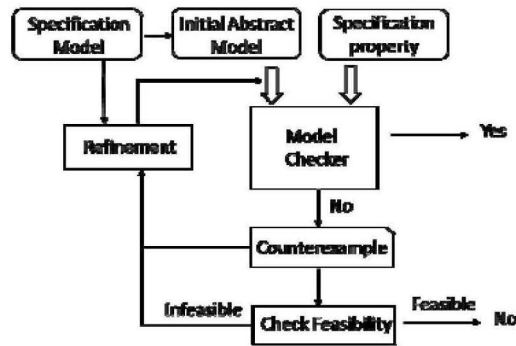 Specification
Model
Initial Abstract
Model
Specification
property
Refinement
Model
Checker
Yes
No
Counterexample
Infeasible
Check Feasibility
Feasible
No